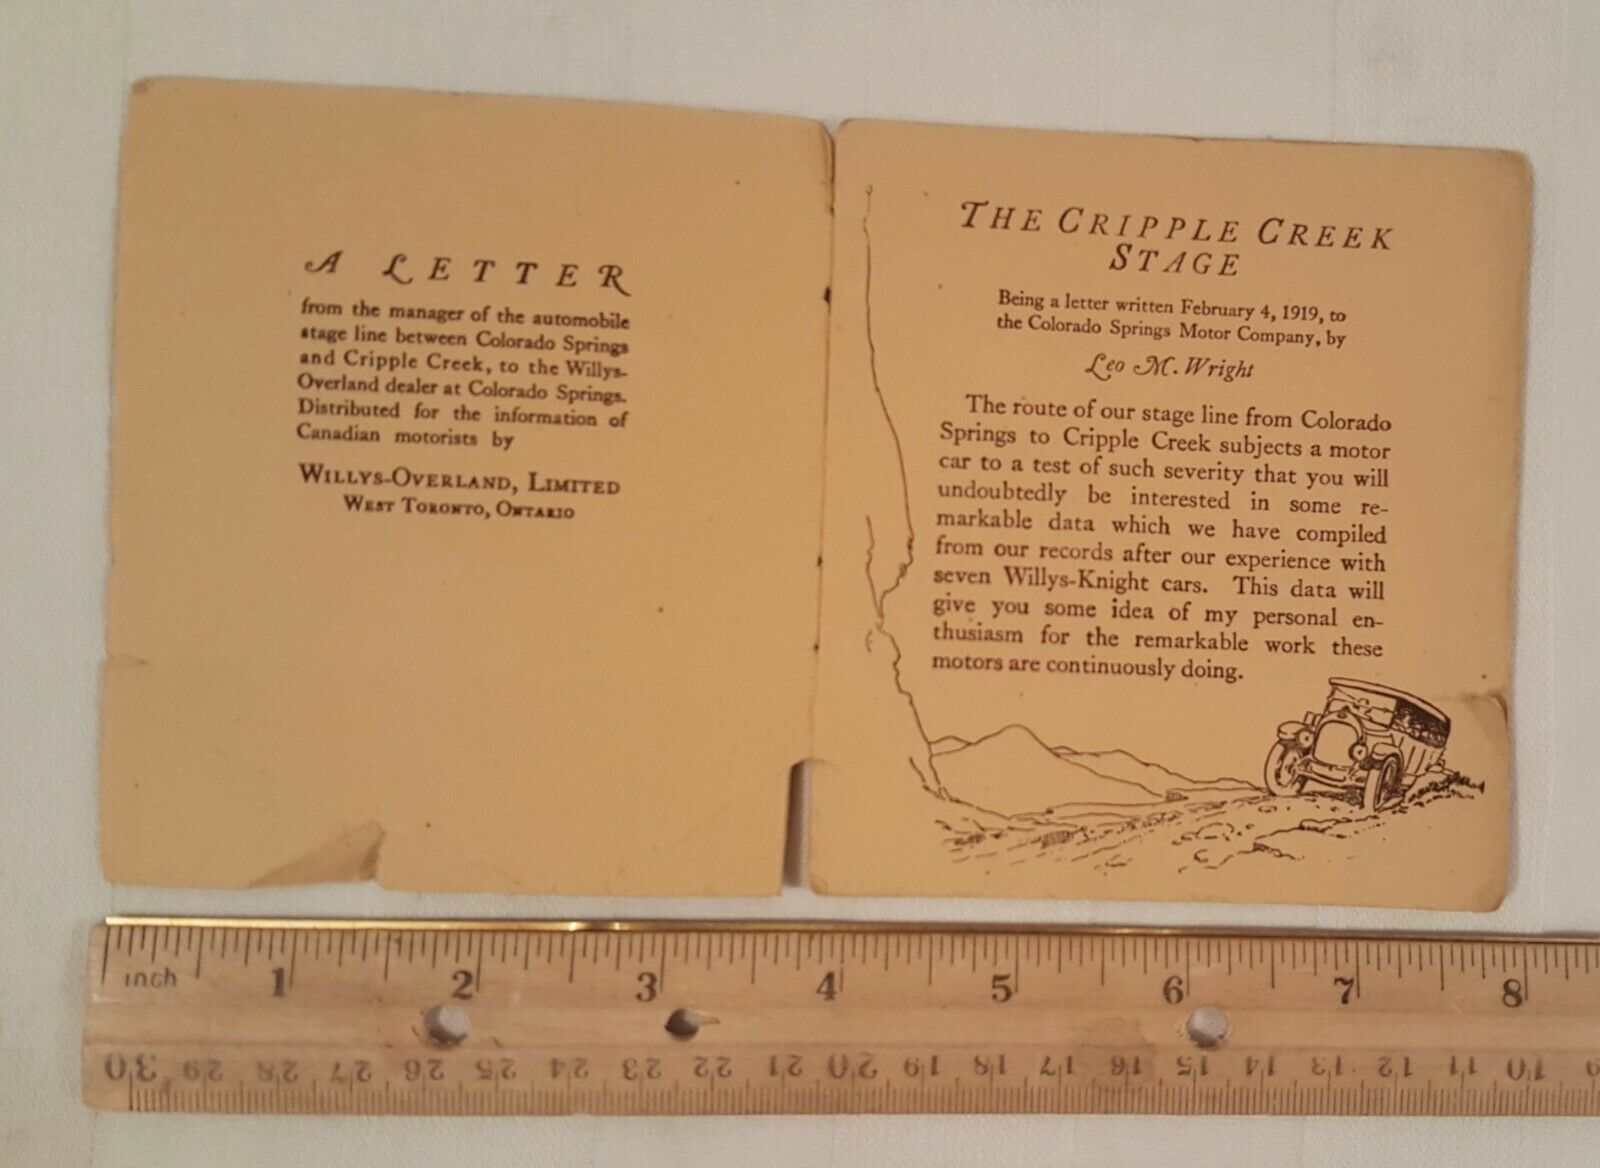 A LETTER
from the manager of the automobile
stage line between Colorado Springs
and Cripple Creek, to the Willys-
Overland dealer at Colorado Springs.
Distributed for the information of
Canadian motorists by
WILLYS-OVERLAND, LIMITED
WEST TORONTO, ONTARIO
THE CRIPPLE CREEK
STAGE
Being a letter written February 4, 1919, to
the Colorado Springs Motor Company, by
Leo M. Wright
The route of our stage line from Colorado
Springs to Cripple Creek subjects a motor
car to a test of such severity that you will
undoubtedly be interested in some re-
markable data which we have compiled
from our records after our experience with
seven Willys-Knight cars. This data will
give you some idea of my personal en-
thusiasm for the remarkable work these
motors are continuously doing.
inch 1 2 3 4 5 6 7 8
30 29 28 27 26 25 24 23 22 21 20 19 18 17 16 15 14 13 12 11 10 9